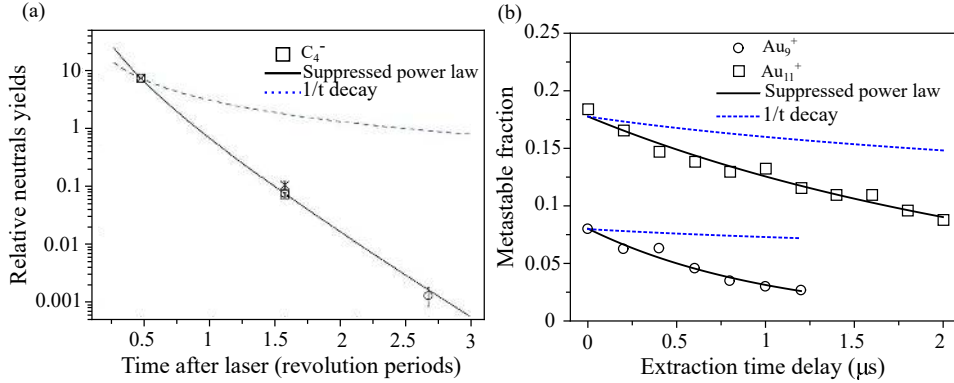 (a)
C₄⁻
Suppressed power law
1/t decay
10
1
0.1
0.01
0.001
Relative neutrals yields
0.5
1
1.5
2
2.5
3
Time after laser (revolution periods)
(b)
Au₉⁺
Au₁₁⁺
Suppressed power law
1/t decay
0.25
0.2
0.15
0.1
0.05
0
Metastable fraction
0
0.5
1
1.5
2
Extraction time delay (μs)